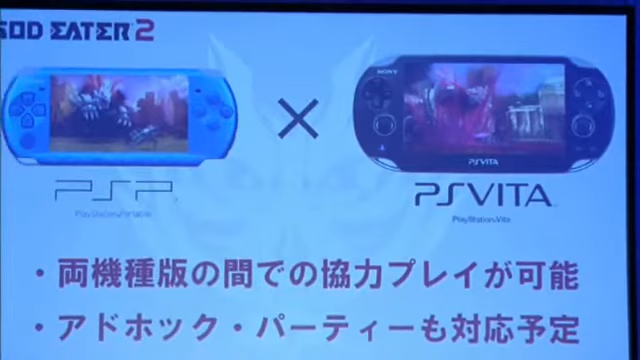 GOD EATER 2
SONY
PSVITA
PSP
PSVITA
PlayStation Portable
PlayStation Vita
・両機種版の間での協力プレイが可能
・アドホック・パーティーも対応予定